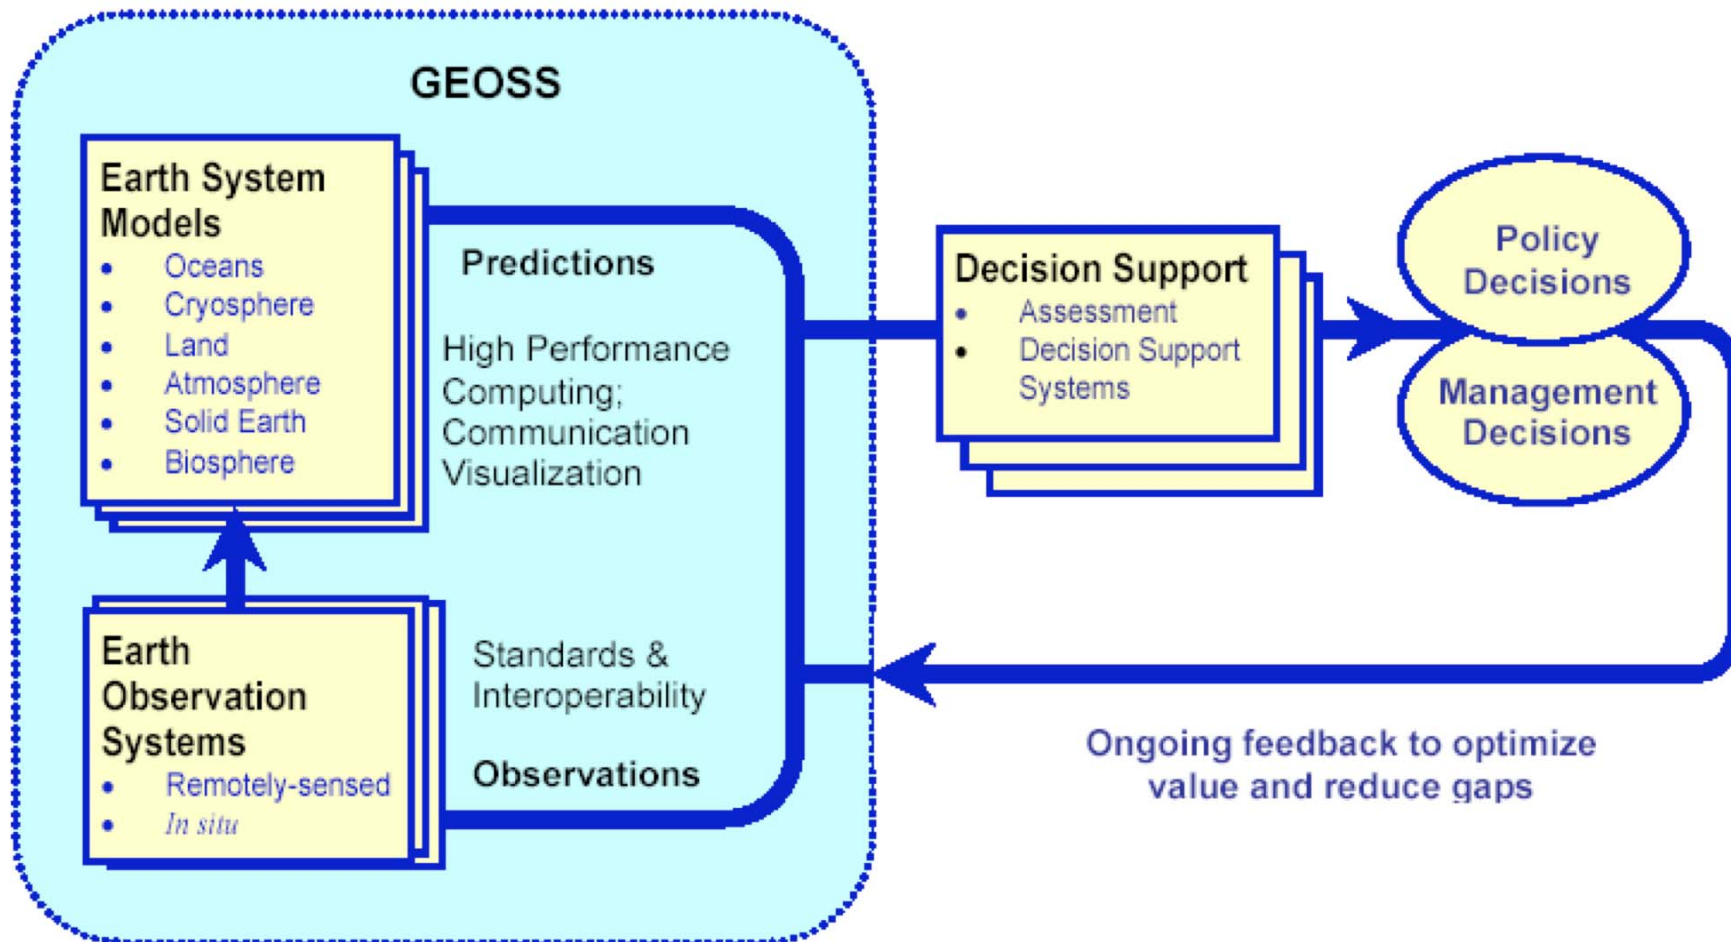 GEOSS
Earth System
Models
• Oceans
• Cryosphere
• Land
• Atmosphere
• Solid Earth
• Biosphere
Predictions
High Performance
Computing;
Communication
Visualization
Earth
Observation
Systems
• Remotely-sensed
• In situ
Standards &
Interoperability
Observations
Decision Support
• Assessment
• Decision Support
Systems
Policy
Decisions
Management
Decisions
Ongoing feedback to optimize
value and reduce gaps